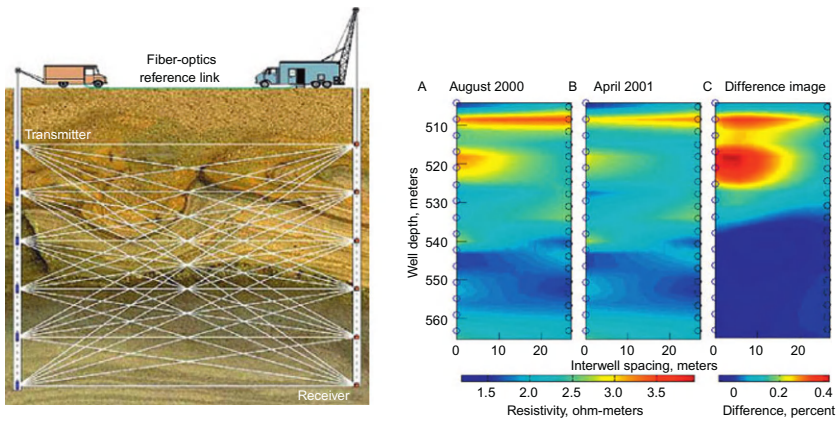 Fiber-optics
reference link
Transmitter
Receiver
A August 2000 B April 2001 C Difference image
Well depth, meters
510
520
530
540
550
560
0 10 20 0 10 20 0 10 20
Interwell spacing, meters
1.5 2.0 2.5 3.0 3.5
Resistivity, ohm-meters
0 0.2 0.4
Difference, percent